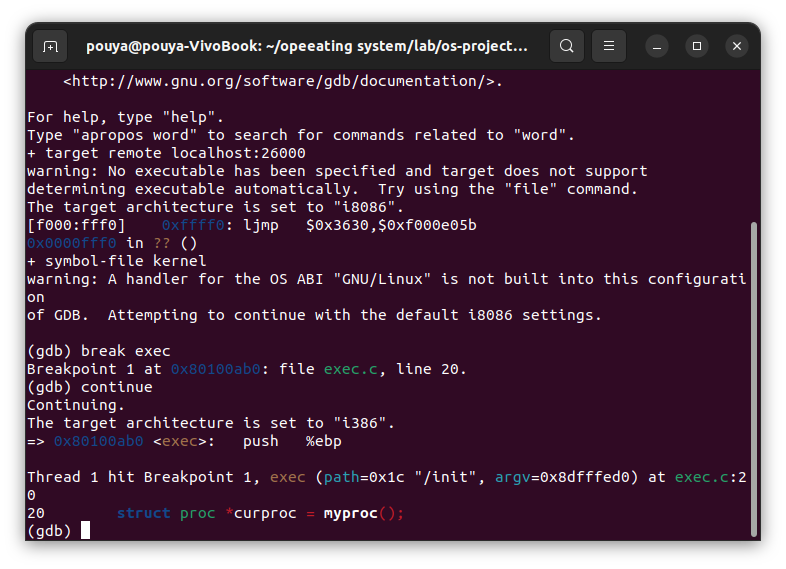 pouya@pouya-VivoBook: ~/opeeating system/lab/os-project...
    <http://www.gnu.org/software/gdb/documentation/>.

For help, type "help".
Type "apropos word" to search for commands related to "word".
+ target remote localhost:26000
warning: No executable has been specified and target does not support
determining executable automatically.  Try using the "file" command.
The target architecture is set to "i8086".
[f000:fff0]    0xffff0: ljmp   $0x3630,$0xf000e05b
0x0000fff0 in ?? ()
+ symbol-file kernel
warning: A handler for the OS ABI "GNU/Linux" is not built into this configurati
on
of GDB.  Attempting to continue with the default i8086 settings.

(gdb) break exec
Breakpoint 1 at 0x80100ab0: file exec.c, line 20.
(gdb) continue
Continuing.
The target architecture is set to "i386".
=> 0x80100ab0 <exec>:   push   %ebp

Thread 1 hit Breakpoint 1, exec (path=0x1c "/init", argv=0x8dfffed0) at exec.c:2
0
20        struct proc *curproc = myproc();
(gdb)